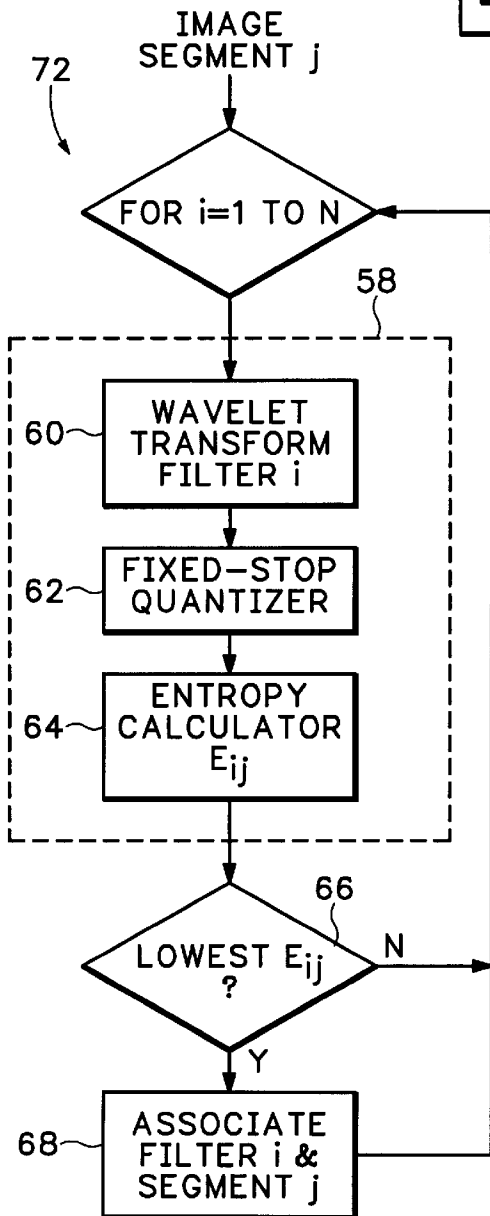 IMAGE
SEGMENT j
72
FOR i=1 TO N
58
60
WAVELET
TRANSFORM
FILTER i
62
FIXED-STOP
QUANTIZER
64
ENTROPY
CALCULATOR
Eij
66
LOWEST Eij
?
N
Y
68
ASSOCIATE
FILTER i &
SEGMENT j